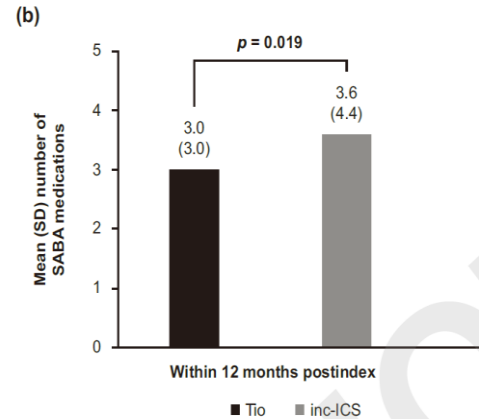 (b)
p = 0.019
5
4
3
2
1
0
Mean (SD) number of
SABA medications
3.0
(3.0)
3.6
(4.4)
Within 12 months postindex
Tio
inc-ICS